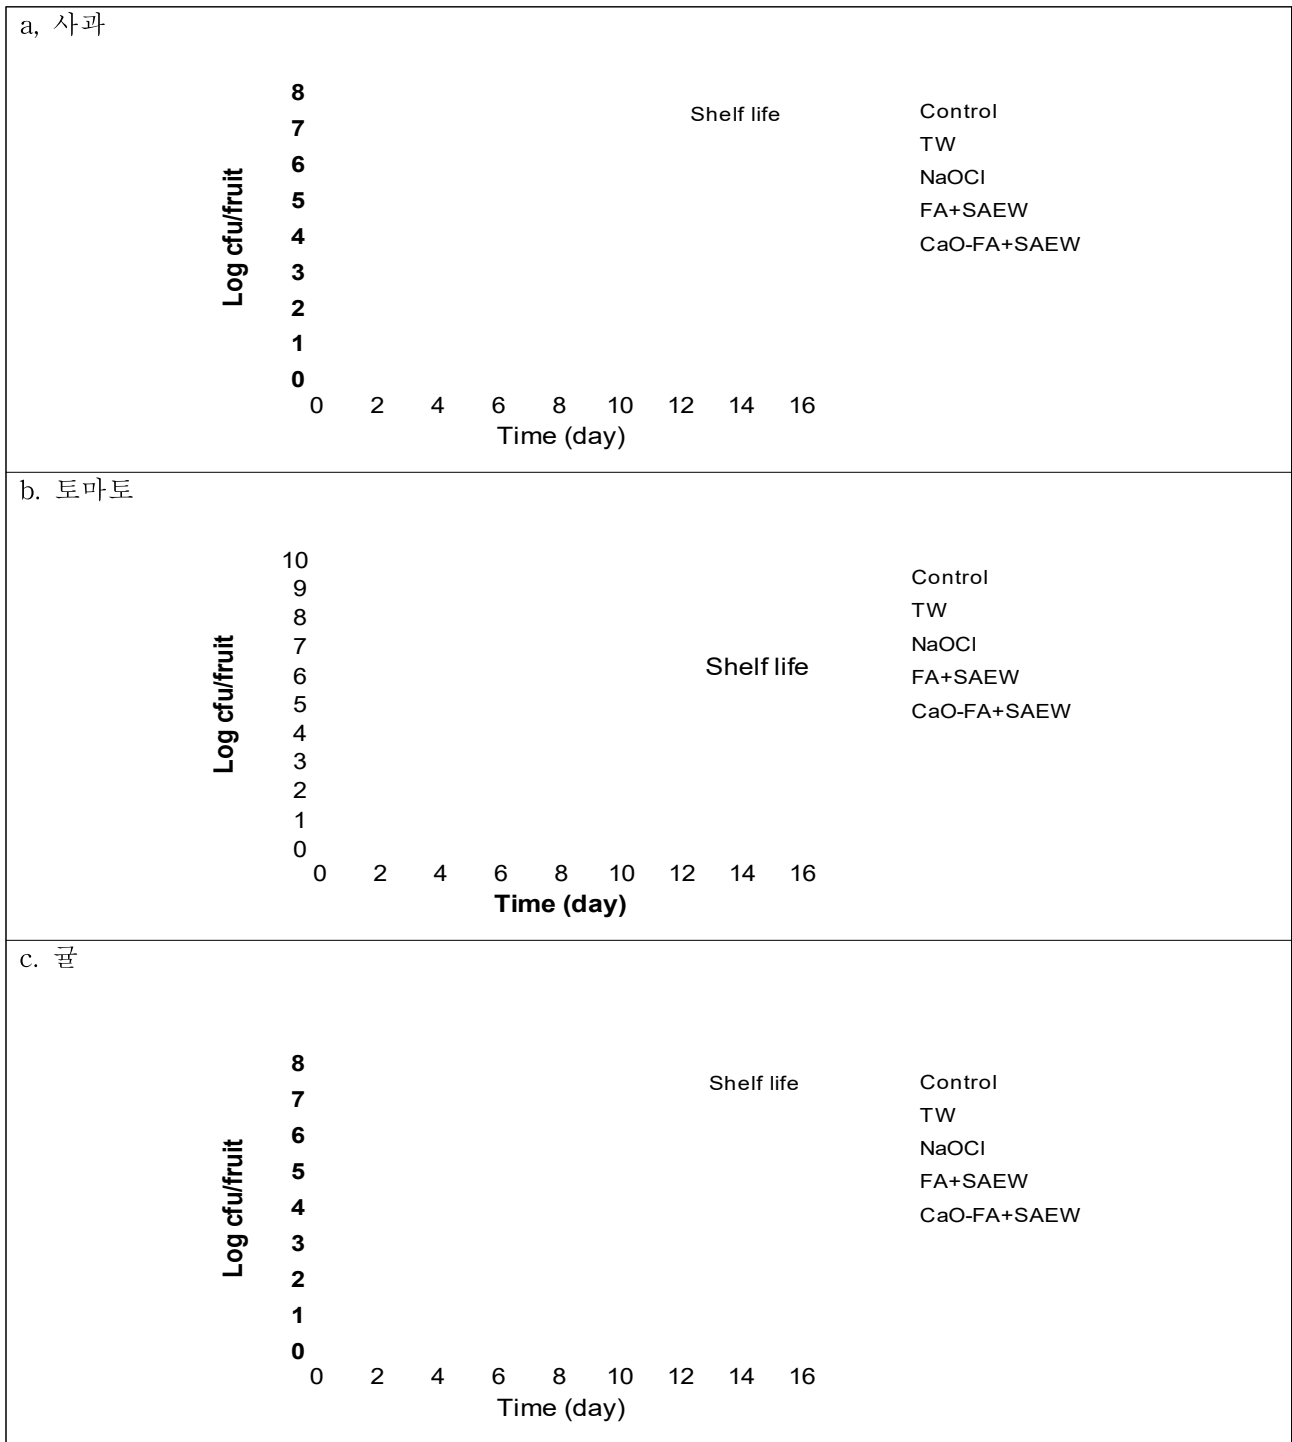 a, 사과
8
7
6
5
4
3
2
1
0
Log cfu/fruit
Shelf life
Control
TW
NaOCl
FA+SAEW
CaO-FA+SAEW
0 2 4 6 8 10 12 14 16
Time (day)
b. 토마토
10
9
8
7
6
5
4
3
2
1
0
Log cfu/fruit
Shelf life
Control
TW
NaOCl
FA+SAEW
CaO-FA+SAEW
0 2 4 6 8 10 12 14 16
Time (day)
c. 귤
8
7
6
5
4
3
2
1
0
Log cfu/fruit
Shelf life
Control
TW
NaOCl
FA+SAEW
CaO-FA+SAEW
0 2 4 6 8 10 12 14 16
Time (day)